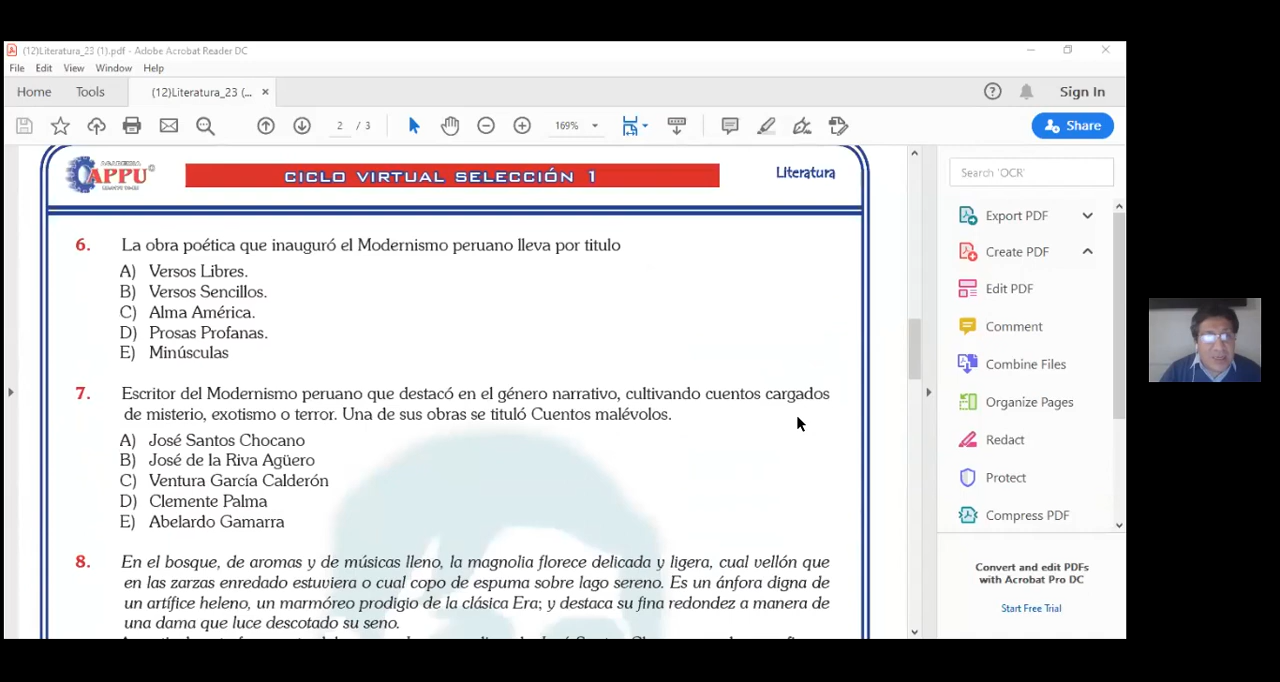 (12)Literatura_23 (1).pdf - Adobe Acrobat Reader DC
File Edit View Window Help
Home Tools (12)Literatura_23 (... ×
Sign In
2 / 3 169% Share
ACADEMIA
APPU
CICLO VIRTUAL SELECCIÓN 1
Literatura
6. La obra poética que inauguró el Modernismo peruano lleva por titulo
A) Versos Libres.
B) Versos Sencillos.
C) Alma América.
D) Prosas Profanas.
E) Minúsculas
7. Escritor del Modernismo peruano que destacó en el género narrativo, cultivando cuentos cargados
de misterio, exotismo o terror. Una de sus obras se tituló Cuentos malévolos.
A) José Santos Chocano
B) José de la Riva Agüero
C) Ventura García Calderón
D) Clemente Palma
E) Abelardo Gamarra
8. En el bosque, de aromas y de músicas lleno, la magnolia florece delicada y ligera, cual vellón que
en las zarzas enredado estuviera o cual copo de espuma sobre lago sereno. Es un ánfora digna de
un artífice heleno, un marmóreo prodigio de la clásica Era; y destaca su fina redondez a manera de
una dama que luce descotado su seno.
Search 'OCR'
Export PDF
Create PDF
Edit PDF
Comment
Combine Files
Organize Pages
Redact
Protect
Compress PDF
Convert and edit PDFs
with Acrobat Pro DC
Start Free Trial